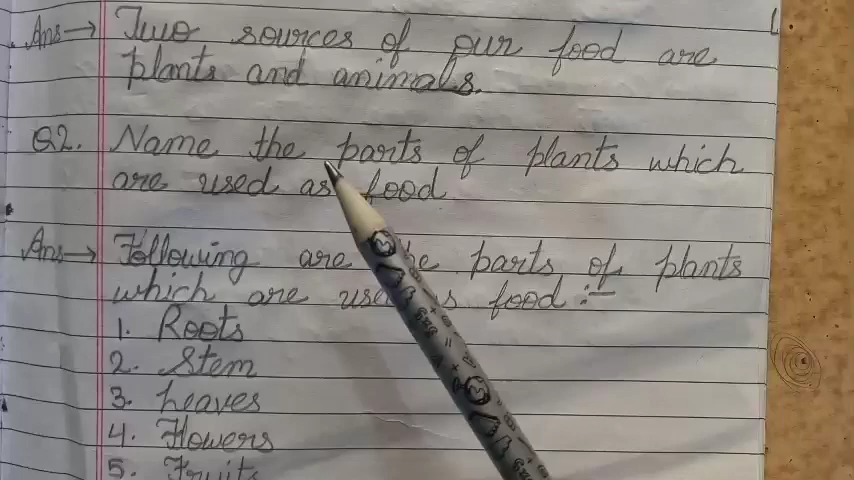 Ans→ Two sources of our food are
plants and animals.
Q2. Name the parts of plants which
are used as food
Ans→ Following are the parts of plants
which are used as food :-
1. Roots
2. Stem
3. Leaves
4. Flowers
5. Fruits